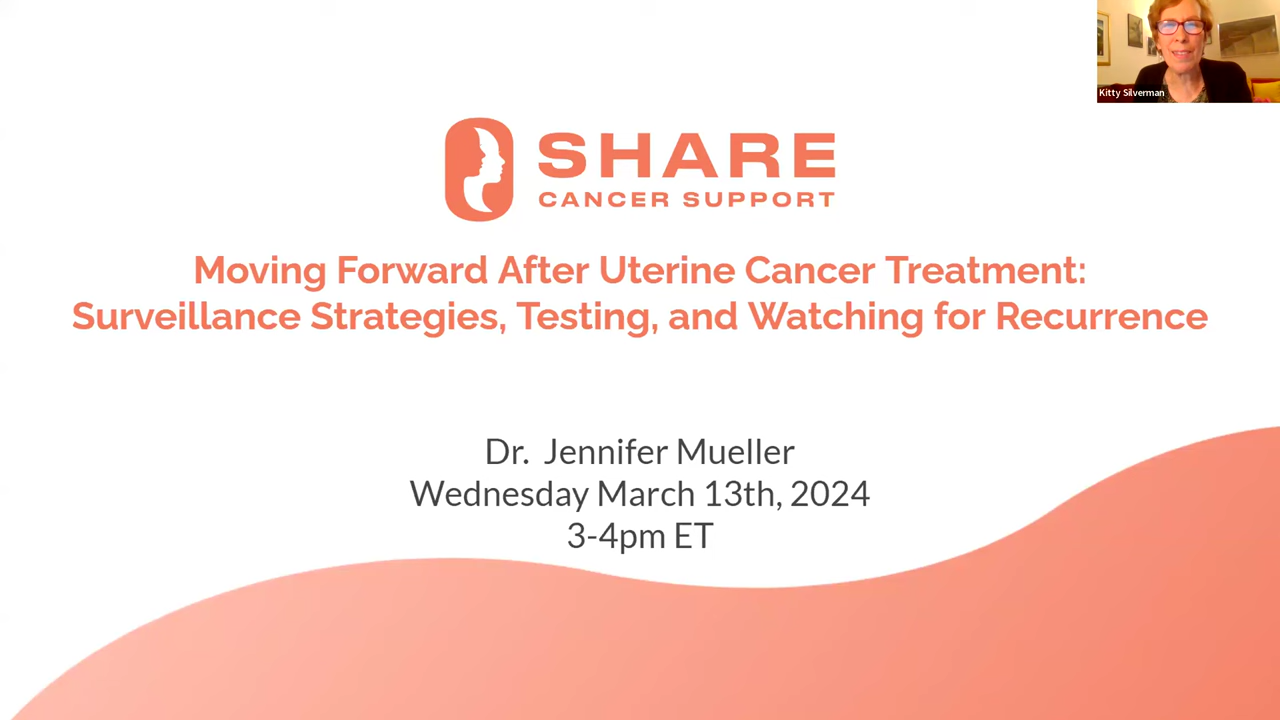 Kitty Silverman
SHARE
CANCER SUPPORT
Moving Forward After Uterine Cancer Treatment:
Surveillance Strategies, Testing, and Watching for Recurrence
Dr. Jennifer Mueller
Wednesday March 13th, 2024
3-4pm ET